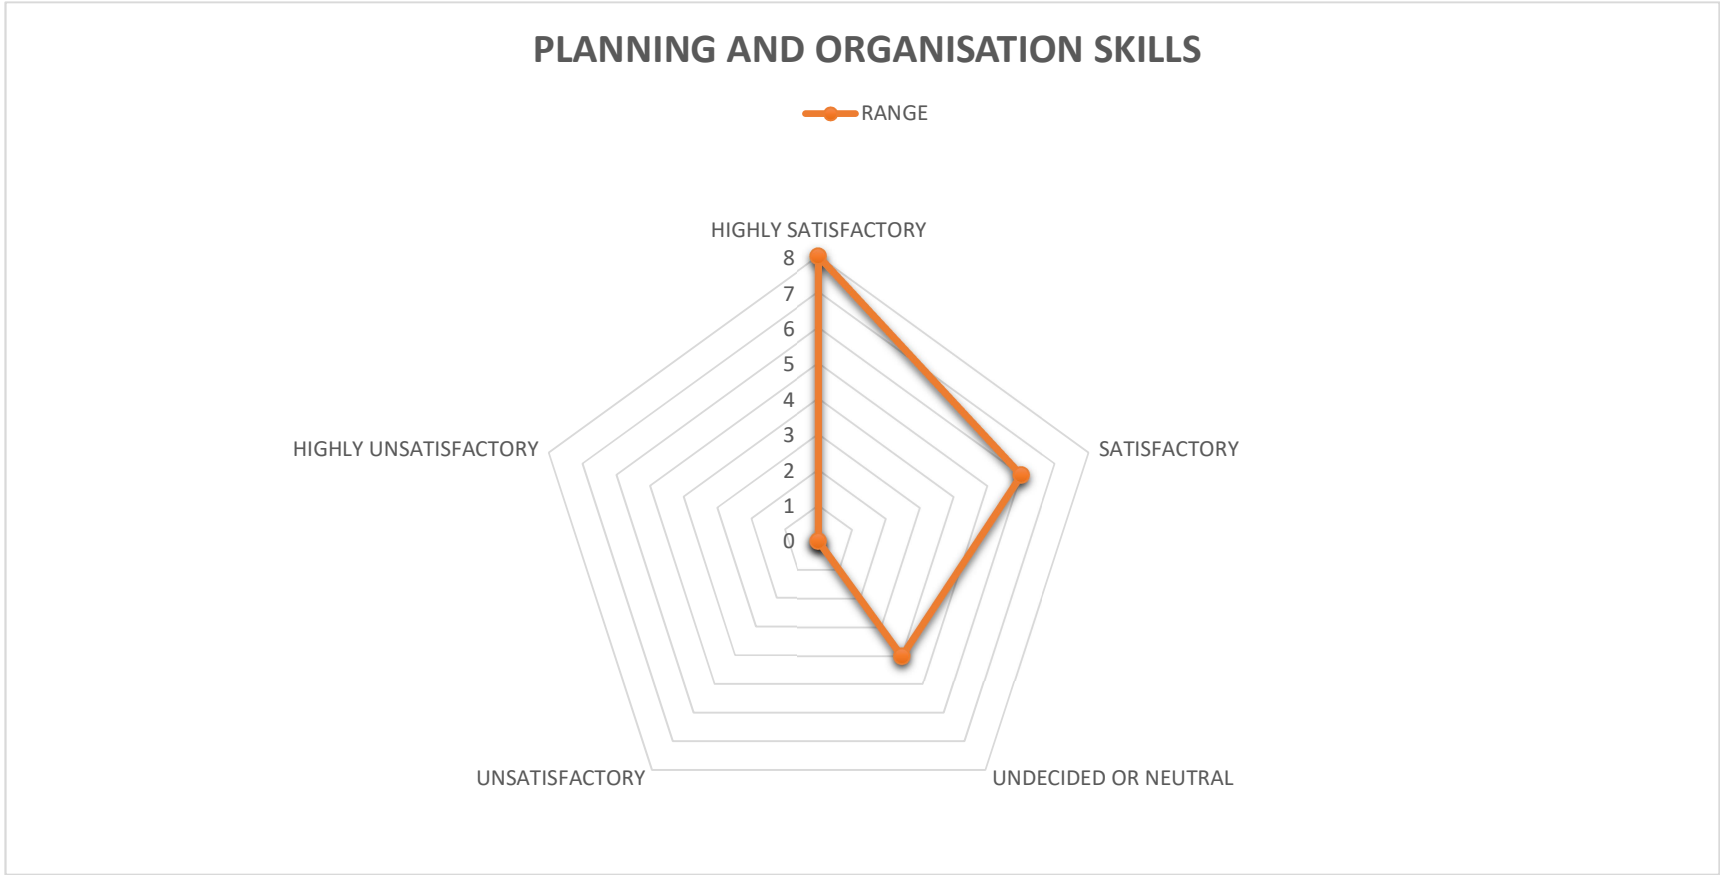 PLANNING AND ORGANISATION SKILLS
RANGE
HIGHLY SATISFACTORY
8
7
6
5
4
3
2
1
0
HIGHLY UNSATISFACTORY
SATISFACTORY
UNSATISFACTORY
UNDECIDED OR NEUTRAL